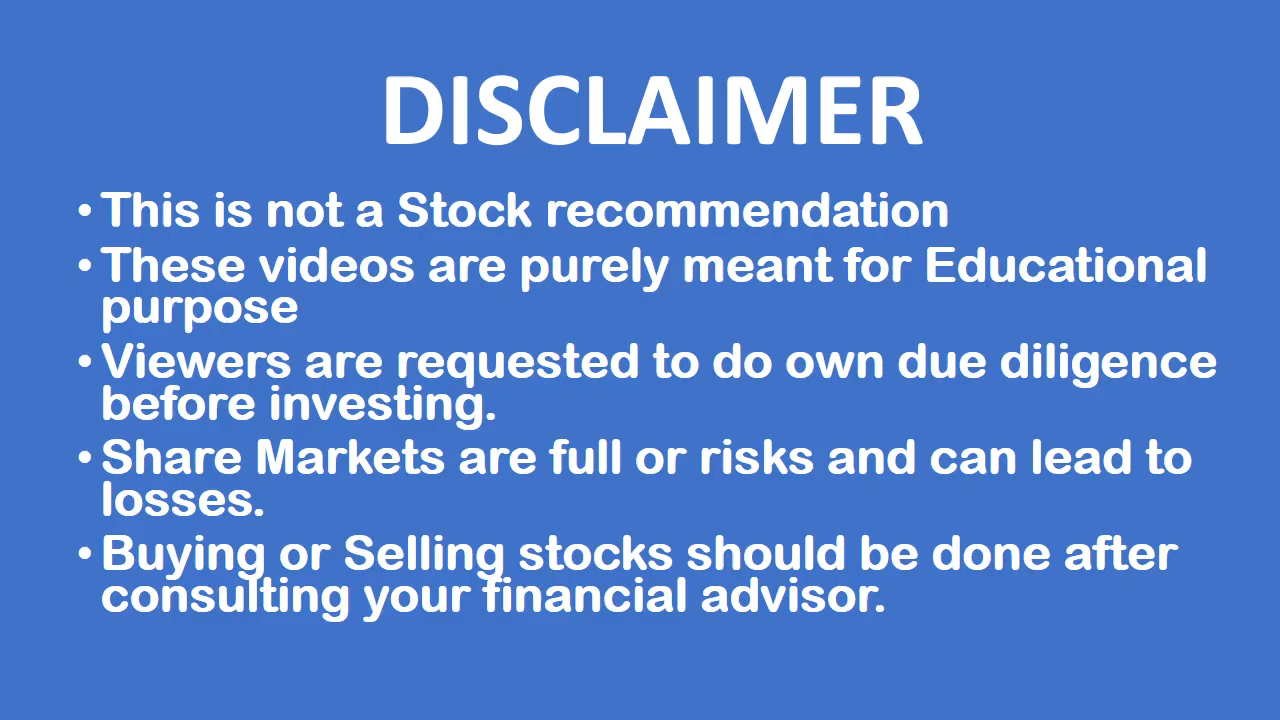 DISCLAIMER
• This is not a Stock recommendation
• These videos are purely meant for Educational
purpose
• Viewers are requested to do own due diligence
before investing.
• Share Markets are full or risks and can lead to
losses.
• Buying or Selling stocks should be done after
consulting your financial advisor.